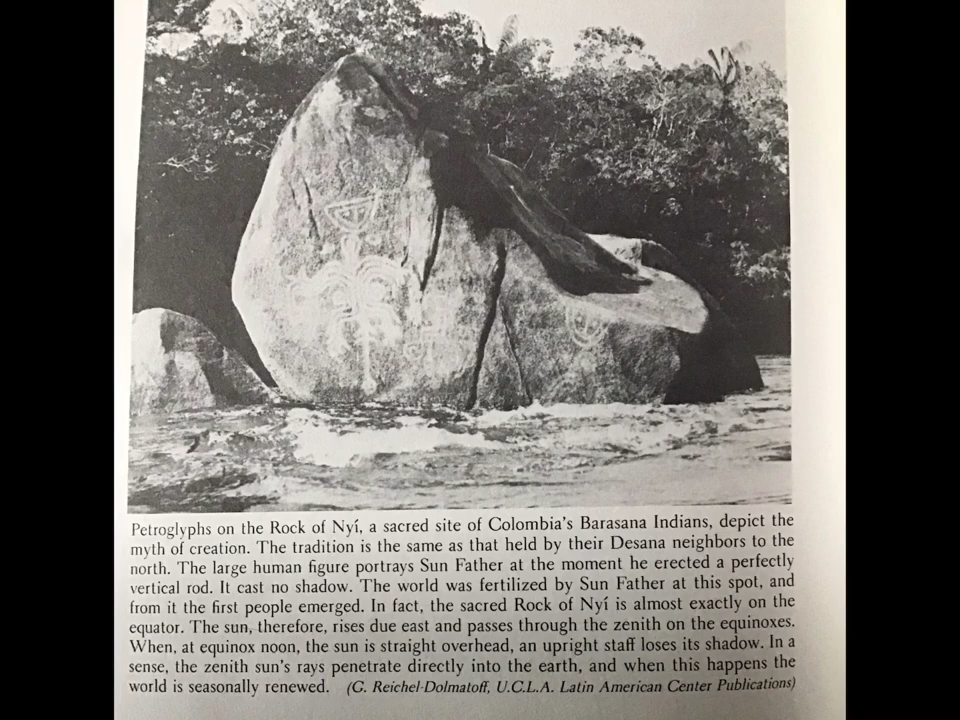 Petroglyphs on the Rock of Nyí, a sacred site of Colombia's Barasana Indians, depict the
myth of creation. The tradition is the same as that held by their Desana neighbors to the
north. The large human figure portrays Sun Father at the moment he erected a perfectly
vertical rod. It cast no shadow. The world was fertilized by Sun Father at this spot, and
from it the first people emerged. In fact, the sacred Rock of Nyí is almost exactly on the
equator. The sun, therefore, rises due east and passes through the zenith on the equinoxes.
When, at equinox noon, the sun is straight overhead, an upright staff loses its shadow. In a
sense, the zenith sun's rays penetrate directly into the earth, and when this happens the
world is seasonally renewed. (G. Reichel-Dolmatoff, U.C.L.A. Latin American Center Publications)